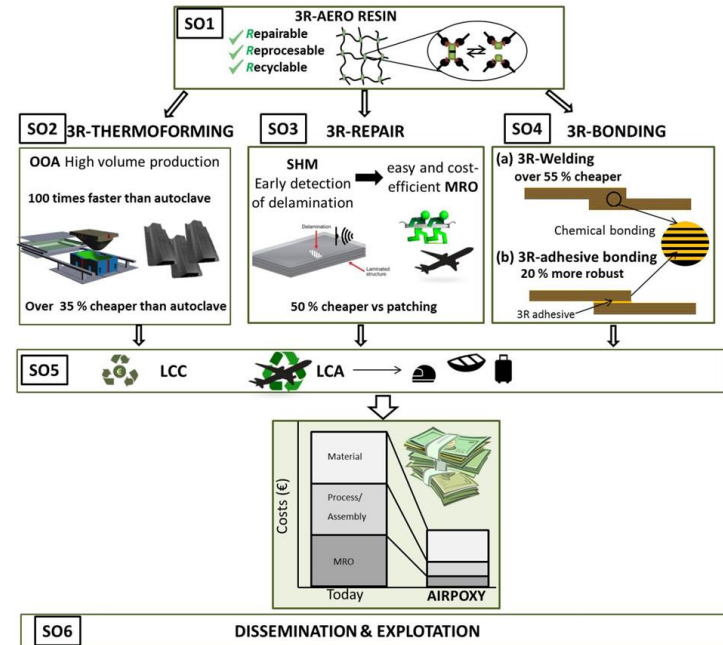 SO1
3R-AERO RESIN
Repairable
Reprocesable
Recyclable
SO2
3R-THERMOFORMING
OOA High volume production
100 times faster than autoclave
Over 35 % cheaper than autoclave
SO3
3R-REPAIR
SHM
Early detection
of delamination
easy and cost-
efficient MRO
Delamination
Laminated
structure
50 % cheaper vs patching
SO4
3R-BONDING
(a) 3R-Welding
over 55 % cheaper
Chemical bonding
(b) 3R-adhesive bonding
20 % more robust
3R adhesive
SO5
€
LCC
LCA
Costs (€)
Material
Process/
Assembly
MRO
Today
AIRPOXY
SO6
DISSEMINATION & EXPLOTATION